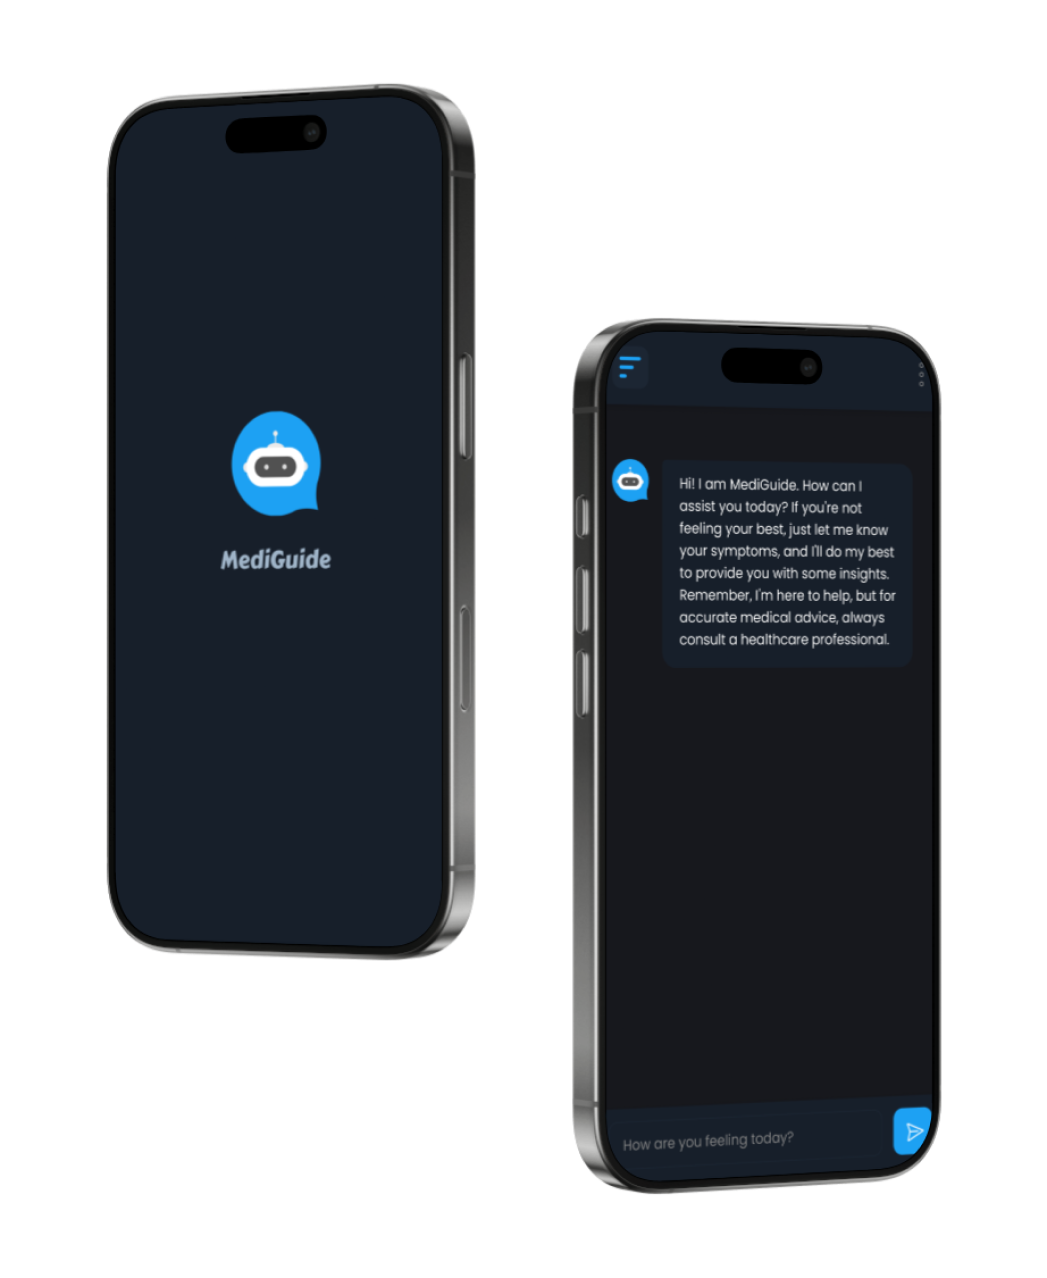 MediGuide
Hi! I am MediGuide. How can I
assist you today? If you're not
feeling your best, just let me know
your symptoms, and I'll do my best
to provide you with some insights.
Remember, I'm here to help, but for
accurate medical advice, always
consult a healthcare professional.
How are you feeling today?